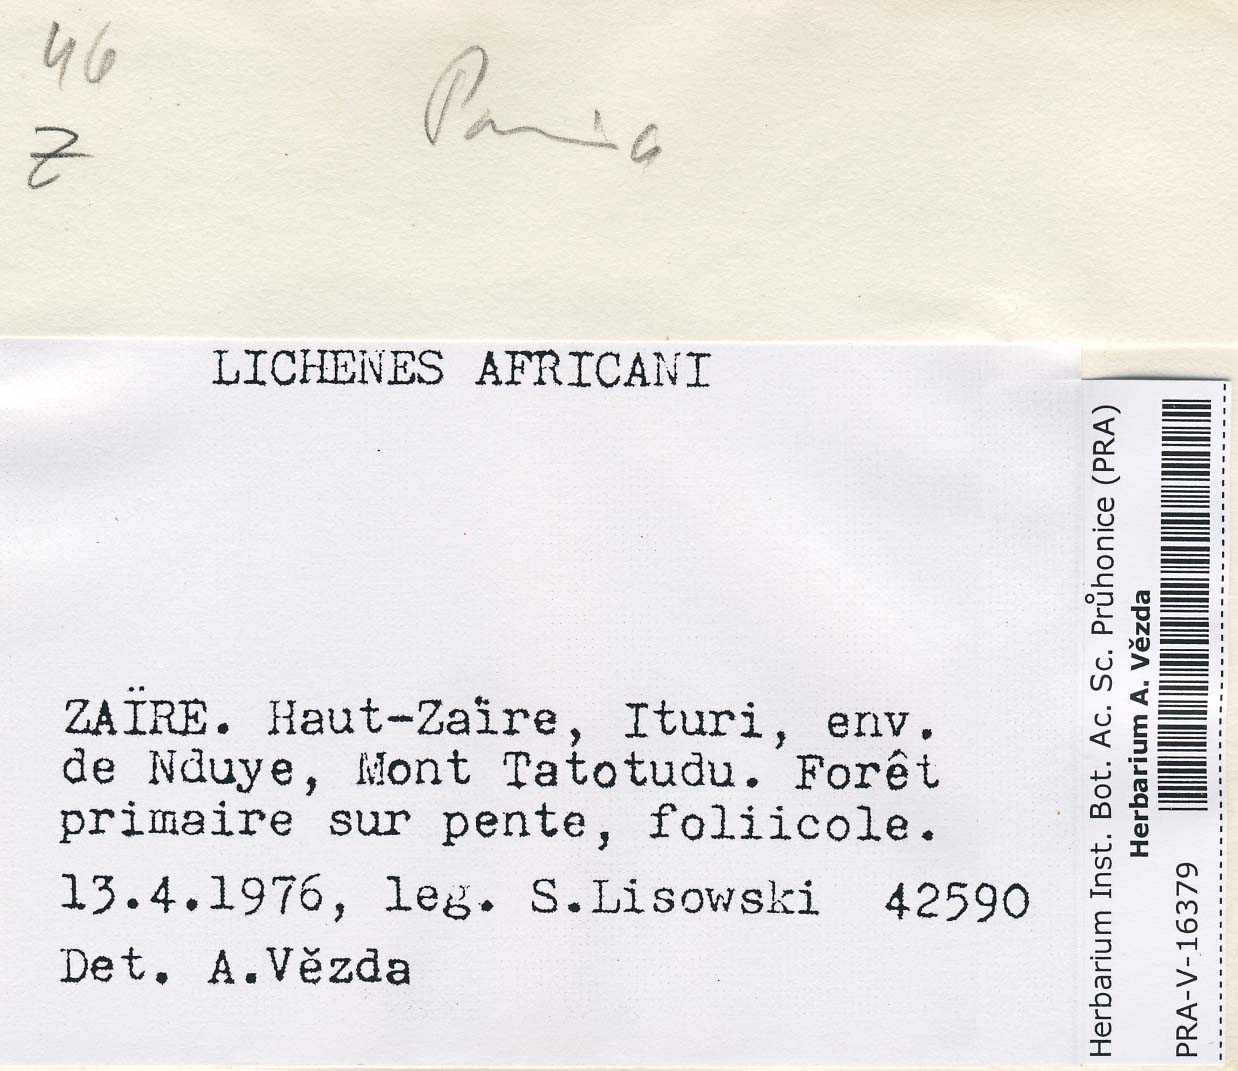 46
Z
LICHENES AFRICANI
ZAÏRE. Haut-Zaïre, Ituri, env.
de Nduye, Mont Tatotudu. Forêt
primaire sur pente, foliicole.
13.4.1976, leg. S.Lisowski 42590
Det. A.Vězda
Herbarium Inst. Bot. Ac. Sc. Průhonice (PRA)
Herbarium A. Vězda
PRA-V-16379